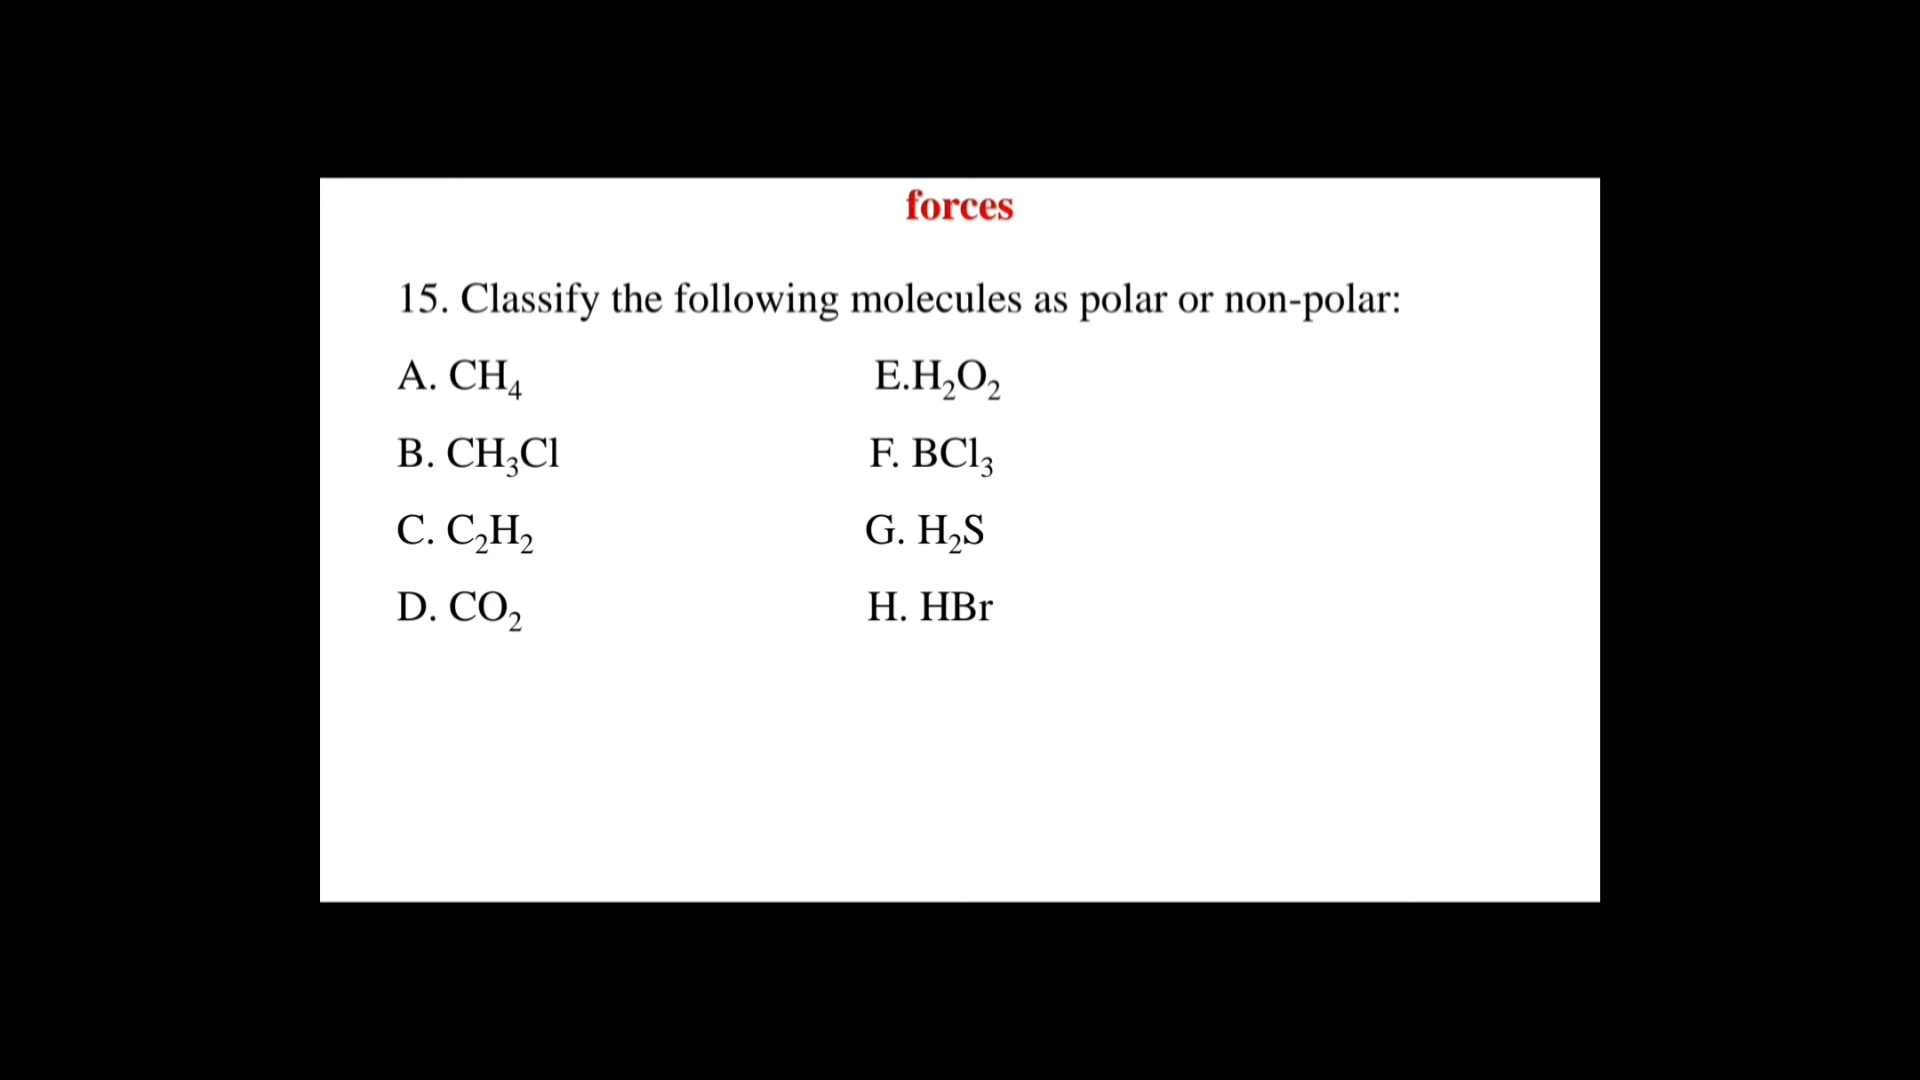 forces
15. Classify the following molecules as polar or non-polar:
A. CH₄ E.H₂O₂
B. CH₃Cl F. BCl₃
C. C₂H₂ G. H₂S
D. CO₂ H. HBr